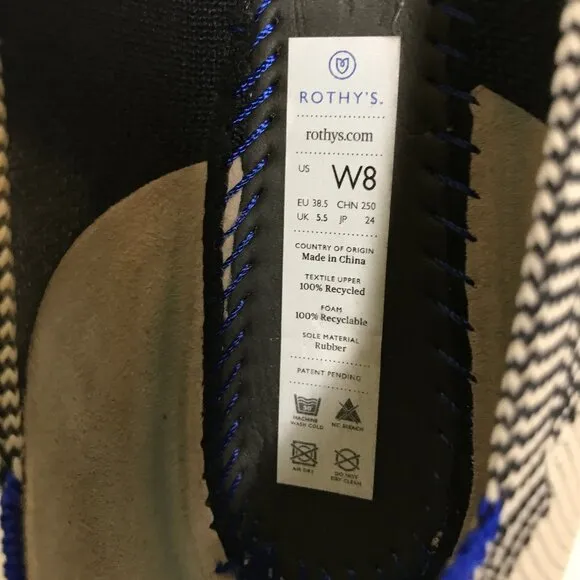 ROTHY'S®
rothys.com
US W8
EU 38.5 CHN 250
UK 5.5 JP 24
COUNTRY OF ORIGIN
Made in China
TEXTILE UPPER
100% Recycled
FOAM
100% Recyclable
SOLE MATERIAL
Rubber
PATENT PENDING
30°
MACHINE WASH COLD
NO BLEACH
AIR DRY
DO NOT DRY CLEAN